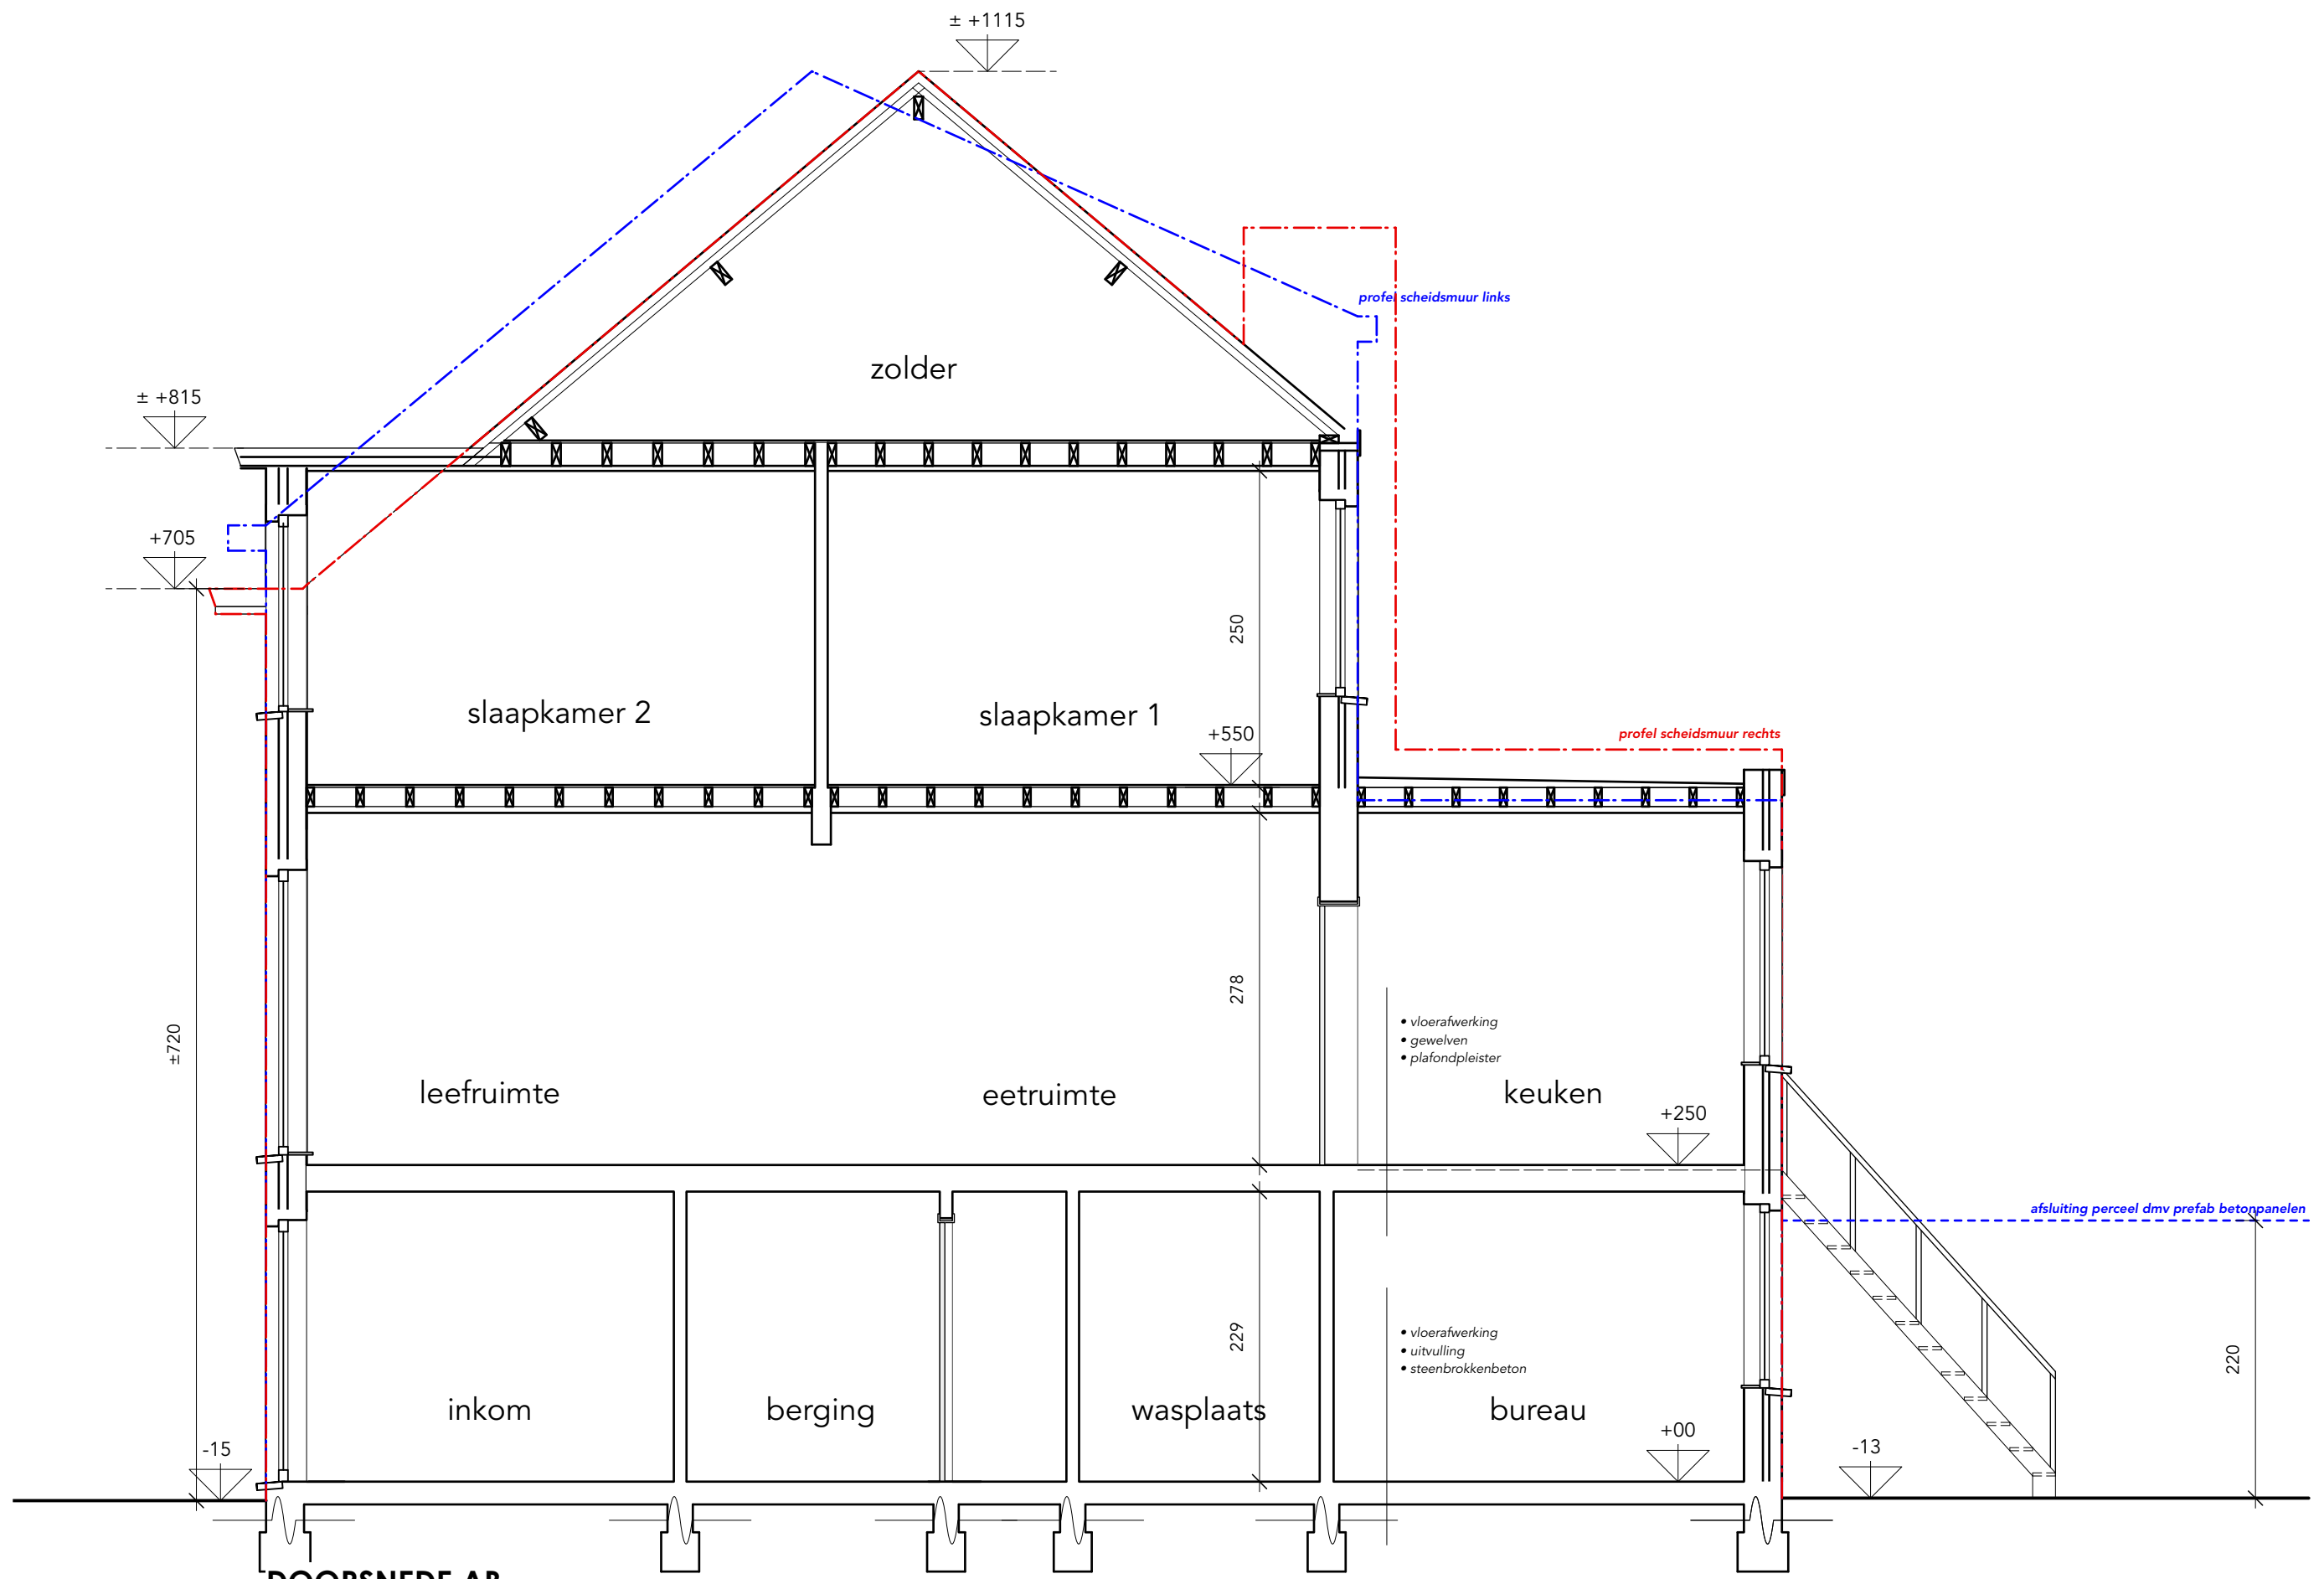 ± +1115
profel scheidsmuur links
zolder
± +815
+705
250
slaapkamer 2
slaapkamer 1
+550
profel scheidsmuur rechts
278
±720
• vloerafwerking
• gewelven
• plafondpleister
leefruimte
eetruimte
keuken
+250
afsluiting perceel dmv prefab betonpanelen
229
• vloerafwerking
• uitvulling
• steenbrokkenbeton
220
inkom
berging
wasplaats
bureau
+00
-15
-13
DOORSNEDE AB